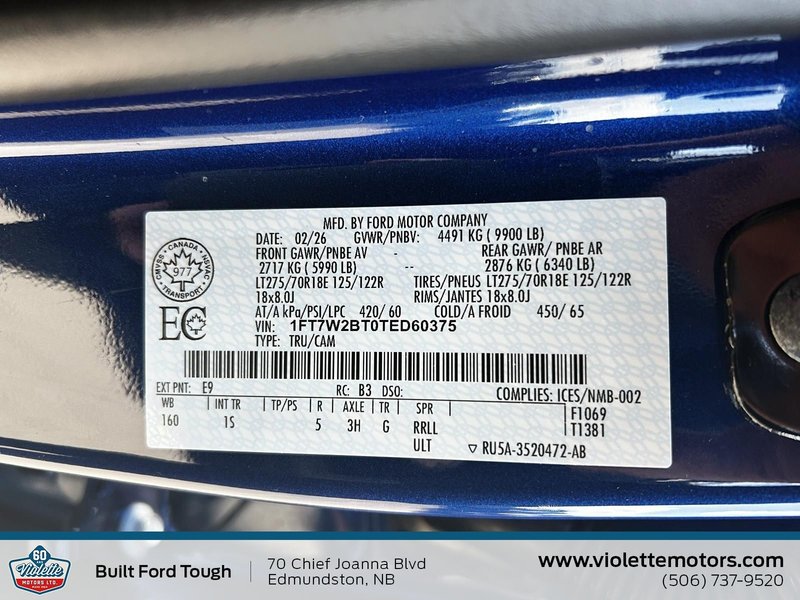 MFD. BY FORD MOTOR COMPANY
DATE: 02/26 GVWR/PNBV: 4491 KG ( 9900 LB)
FRONT GAWR/PNBE AV - REAR GAWR/ PNBE AR
2717 KG ( 5990 LB) -- 2876 KG ( 6340 LB)
LT275/70R18E 125/122R TIRES/PNEUS LT275/70R18E 125/122R
18x8.0J RIMS/JANTES 18x8.0J
AT/A kPa/PSI/LPC 420/ 60 COLD/A FROID 450/ 65
VIN: 1FT7W2BT0TED60375
TYPE: TRU/CAM
CMVSS · CANADA · NSVAC
977
TRANSPORT
EC
EXT PNT: E9 RC: B3 DSO: COMPLIES: ICES/NMB-002
WB INT TR TP/PS R AXLE TR SPR F1069
160 1S 5 3H G RRLL T1381
ULT RU5A-3520472-AB
60
Violette
MOTORS LTD.
Built Ford Tough
70 Chief Joanna Blvd
Edmundston, NB
www.violettemotors.com
(506) 737-9520